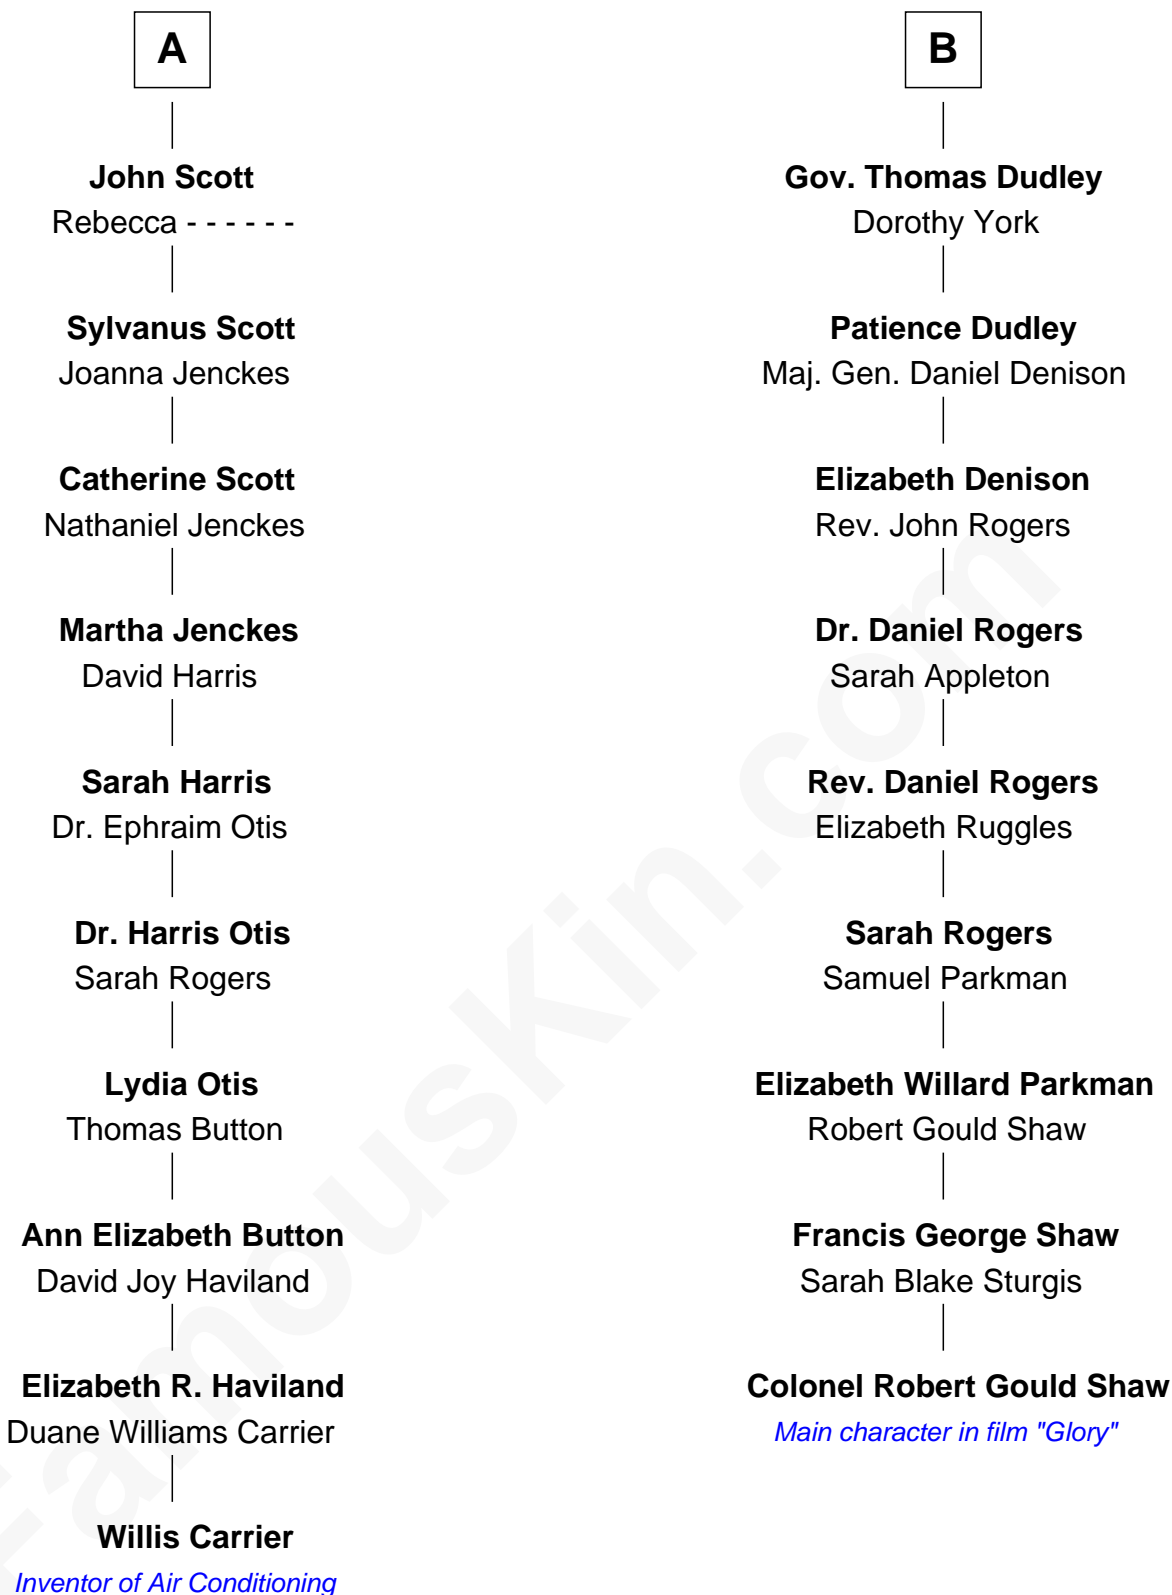 A
John Scott
Rebecca - - - - - -
Sylvanus Scott
Joanna Jenckes
Catherine Scott
Nathaniel Jenckes
Martha Jenckes
David Harris
Sarah Harris
Dr. Ephraim Otis
Dr. Harris Otis
Sarah Rogers
Lydia Otis
Thomas Button
Ann Elizabeth Button
David Joy Haviland
Elizabeth R. Haviland
Duane Williams Carrier
Willis Carrier
Inventor of Air Conditioning
B
Gov. Thomas Dudley
Dorothy York
Patience Dudley
Maj. Gen. Daniel Denison
Elizabeth Denison
Rev. John Rogers
Dr. Daniel Rogers
Sarah Appleton
Rev. Daniel Rogers
Elizabeth Ruggles
Sarah Rogers
Samuel Parkman
Elizabeth Willard Parkman
Robert Gould Shaw
Francis George Shaw
Sarah Blake Sturgis
Colonel Robert Gould Shaw
Main character in film "Glory"
FamousKin.com